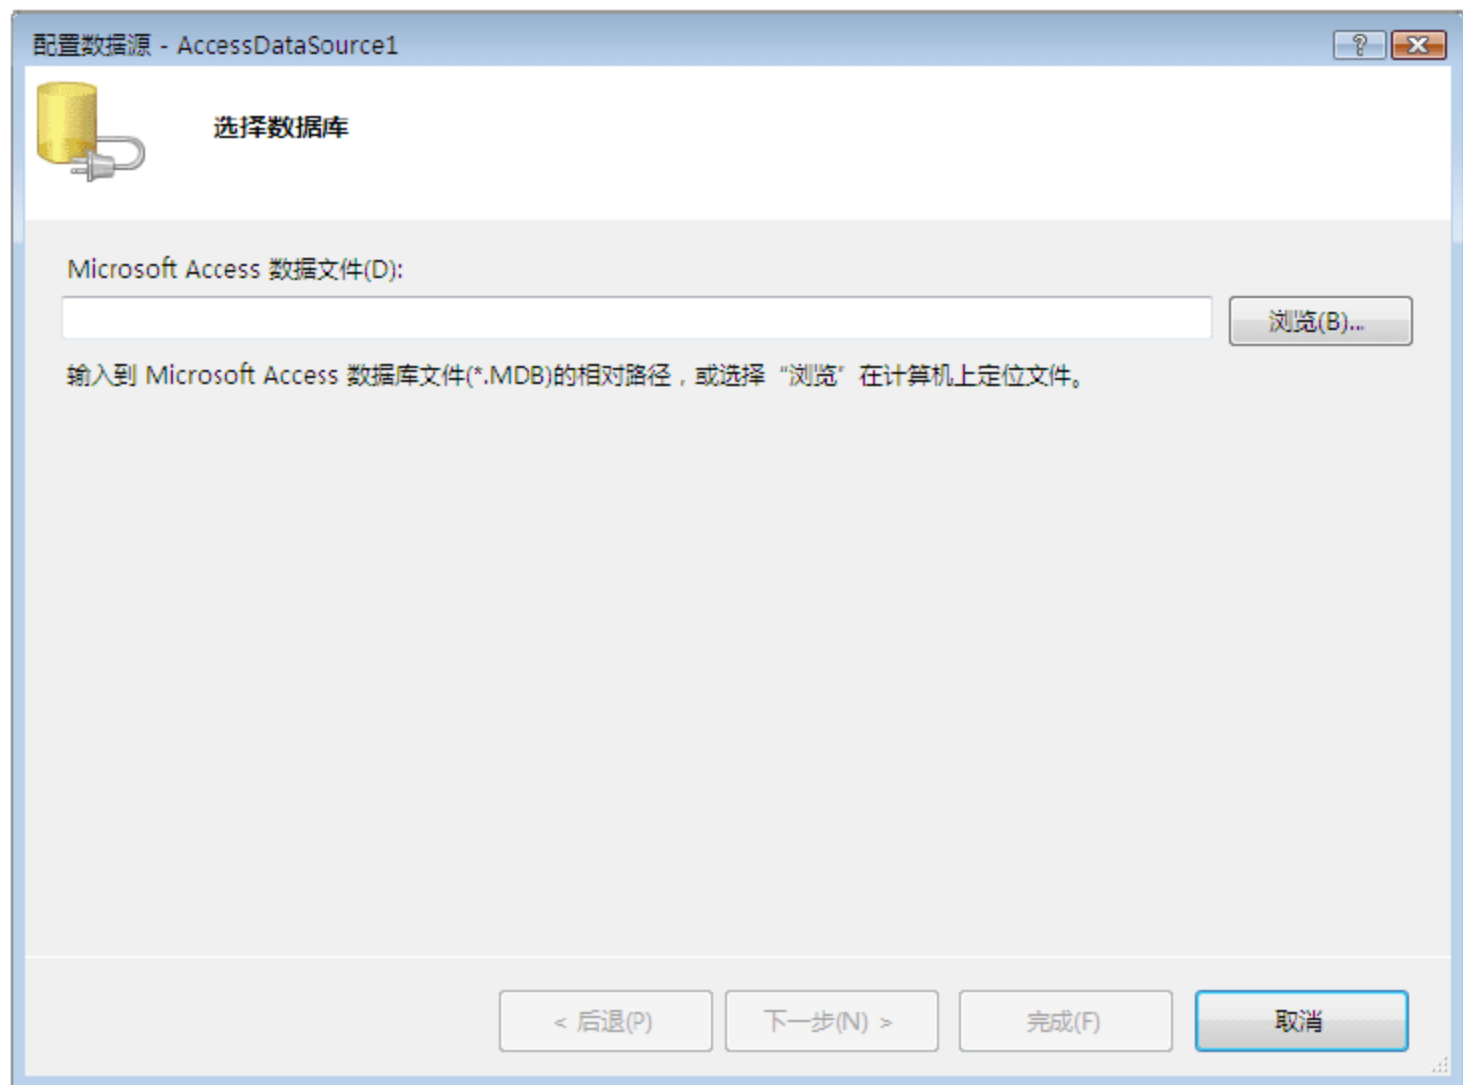 配置数据源 - AccessDataSource1
选择数据库
Microsoft Access 数据文件(D):
浏览(B)...
输入到 Microsoft Access 数据库文件(*.MDB)的相对路径，或选择“浏览”在计算机上定位文件。
< 后退(P)
下一步(N) >
完成(F)
取消